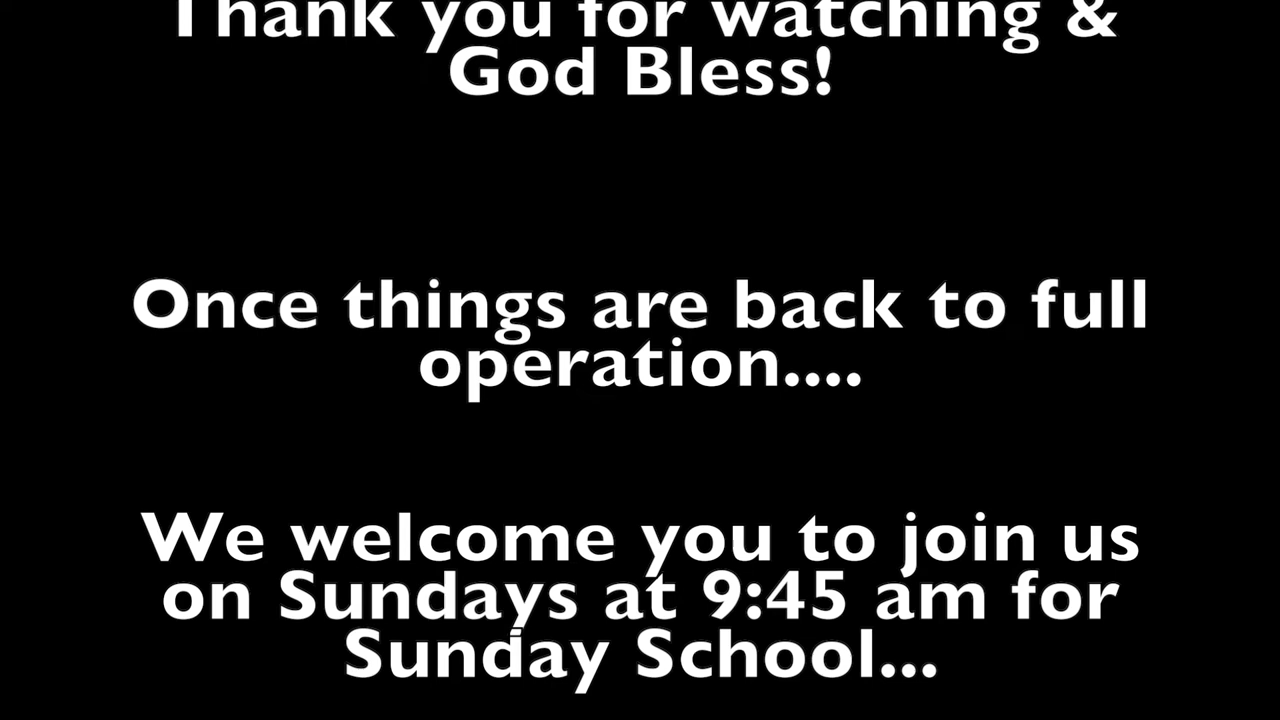 Thank you for watching &
God Bless!
Once things are back to full
operation....
We welcome you to join us
on Sundays at 9:45 am for
Sunday School...